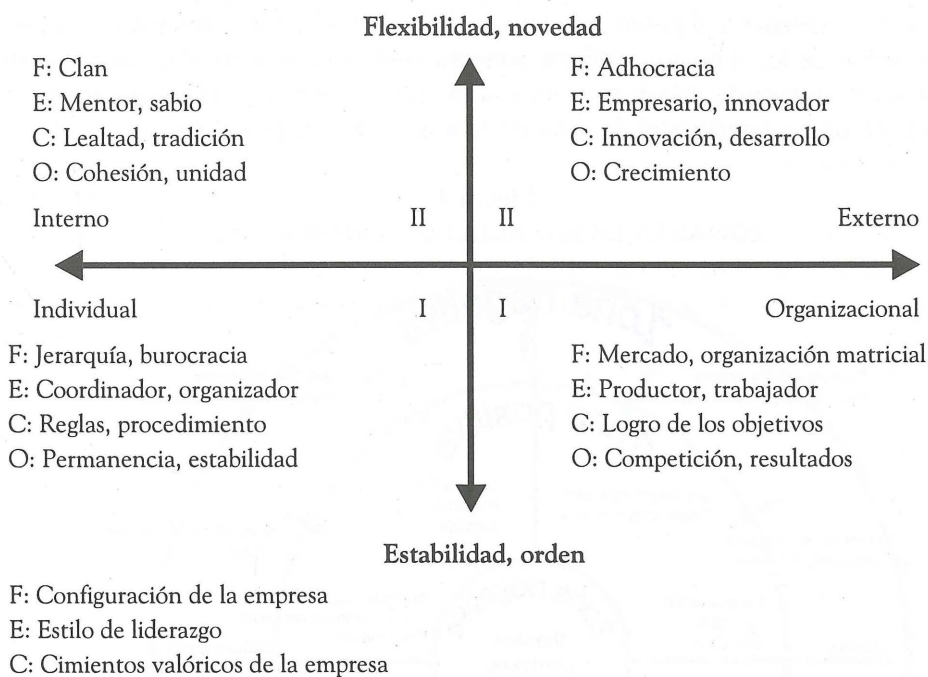 Flexibilidad, novedad
F: Clan
E: Mentor, sabio
C: Lealtad, tradición
O: Cohesión, unidad
F: Adhocracia
E: Empresario, innovador
C: Innovación, desarrollo
O: Crecimiento
Interno
II
II
Externo
Individual
I
I
Organizacional
F: Jerarquía, burocracia
E: Coordinador, organizador
C: Reglas, procedimiento
O: Permanencia, estabilidad
F: Mercado, organización matricial
E: Productor, trabajador
C: Logro de los objetivos
O: Competición, resultados
Estabilidad, orden
F: Configuración de la empresa
E: Estilo de liderazgo
C: Cimientos valóricos de la empresa